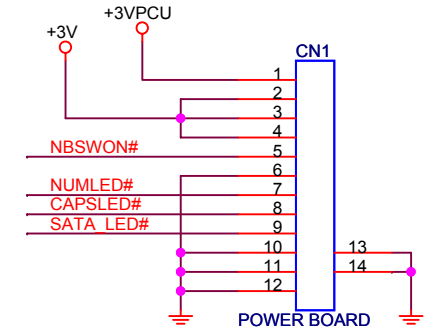 +3VPCU
+3V
CN1
1
2
3
4
NBSWON# 5
6
NUMLED# 7
CAPSLED# 8
SATA_LED# 9
10 13
11 14
12
POWER BOARD